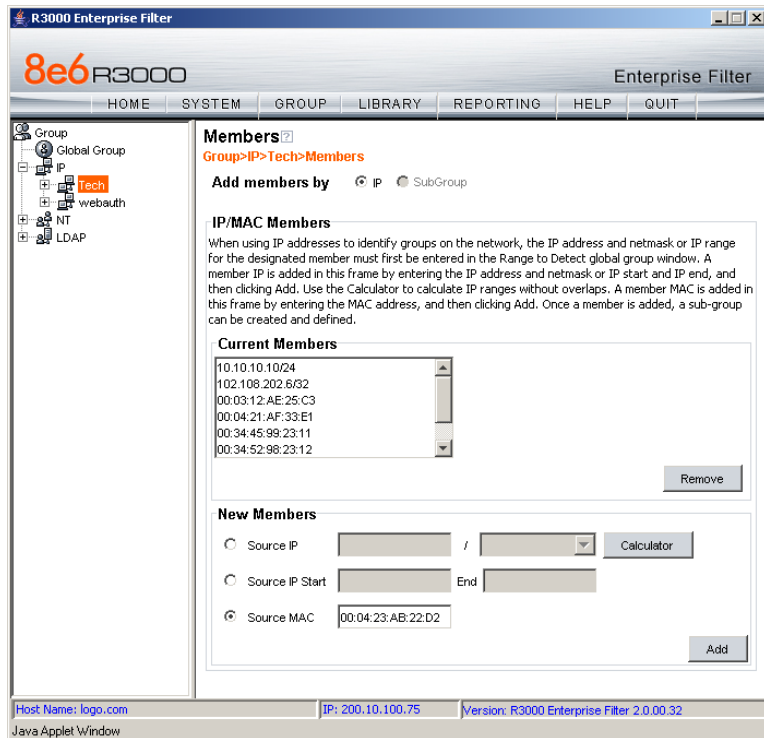 R3000 Enterprise Filter
8e6 R3000
Enterprise Filter
HOME SYSTEM GROUP LIBRARY REPORTING HELP QUIT
Group
Global Group
IP
Tech
webauth
NT
LDAP
Members
Group>IP>Tech>Members
Add members by IP SubGroup
IP/MAC Members
When using IP addresses to identify groups on the network, the IP address and netmask or IP range
for the designated member must first be entered in the Range to Detect global group window. A
member IP is added in this frame by entering the IP address and netmask or IP start and IP end, and
then clicking Add. Use the Calculator to calculate IP ranges without overlaps. A member MAC is added in
this frame by entering the MAC address, and then clicking Add. Once a member is added, a sub-group
can be created and defined.
Current Members
10.10.10.10/24
102.108.202.6/32
00:03:12:AE:25:C3
00:04:21:AF:33:E1
00:34:45:99:23:11
00:34:52:98:23:12
Remove
New Members
Source IP / Calculator
Source IP Start End
Source MAC 00:04:23:AB:22:D2
Add
Host Name: logo.com IP: 200.10.100.75 Version: R3000 Enterprise Filter 2.0.00.32
Java Applet Window